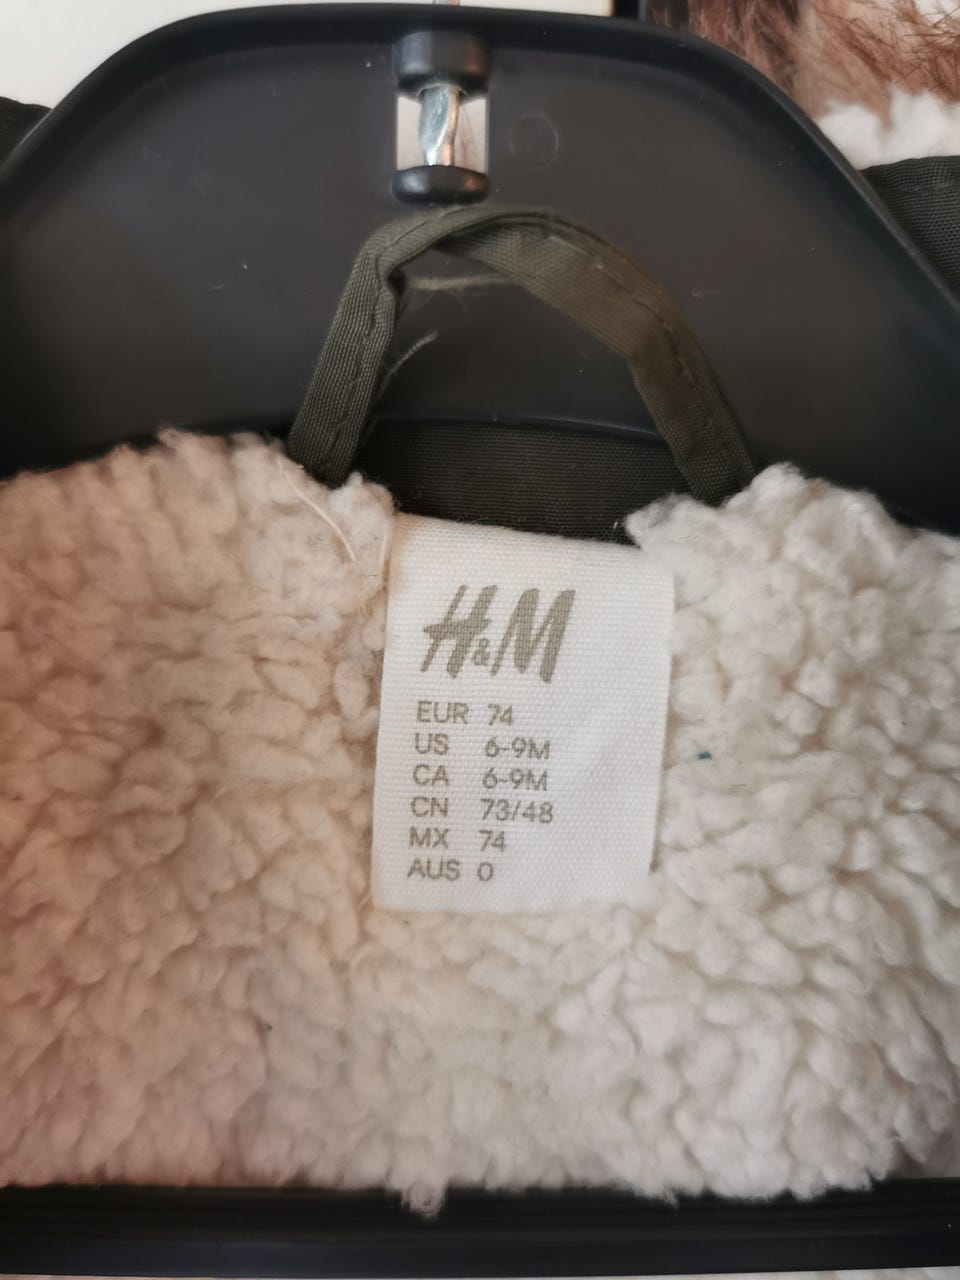 H&M
EUR 74
US 6-9M
CA 6-9M
CN 73/48
MX 74
AUS 0